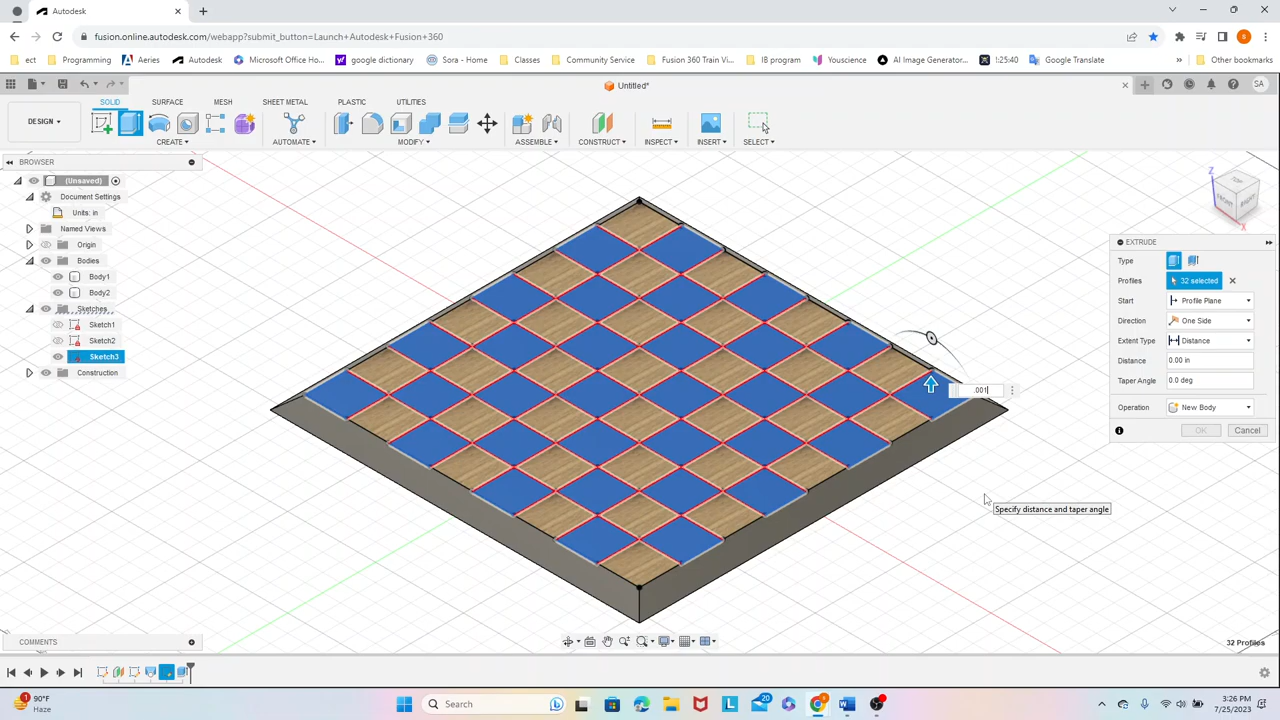 Autodesk
fusion.online.autodesk.com/webapp?submit_button=Launch+Autodesk+Fusion+360
ect
Programming
Aeries
Autodesk
Microsoft Office Ho...
google dictionary
Sora - Home
Classes
Community Service
Fusion 360 Train Vi...
IB program
Youscience
AI Image Generator...
:1:25:40
Google Translate
»
Other bookmarks
Untitled*
SA
DESIGN
SOLID
SURFACE
MESH
SHEET METAL
PLASTIC
UTILITIES
CREATE
AUTOMATE
MODIFY
ASSEMBLE
CONSTRUCT
INSPECT
INSERT
SELECT
BROWSER
(Unsaved)
Document Settings
Units: in
Named Views
Origin
Bodies
Body1
Body2
Sketches
Sketch1
Sketch2
Sketch3
Construction
TOP
FRONT
RIGHT
Z
X
EXTRUDE
Type
Profiles 32 selected
Start Profile Plane
Direction One Side
Extent Type Distance
Distance 0.00 in
Taper Angle 0.0 deg
Operation New Body
OK Cancel
.001
Specify distance and taper angle
COMMENTS
32 Profiles
1
90°F
Haze
Search
20
3:26 PM
7/25/2023